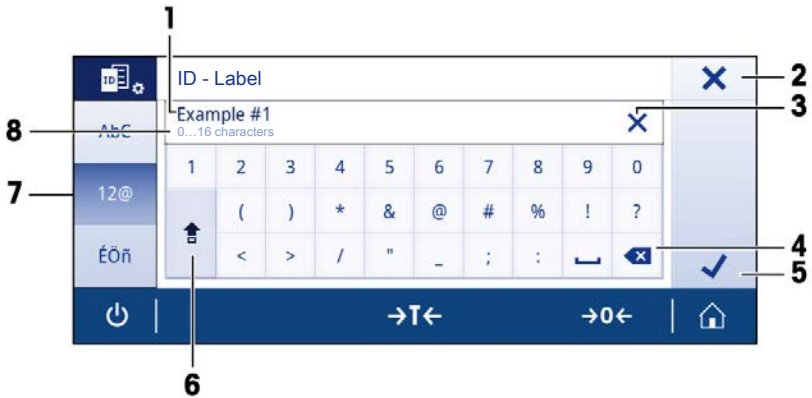 1
ID
ID - Label
2
Example #1
3
0...16 characters
8
AbC
1 2 3 4 5 6 7 8 9 0
7
12@
( ) * & @ # % ! ?
ÉÖñ
< > / " _ ; :
4
5
→T← →0←
6